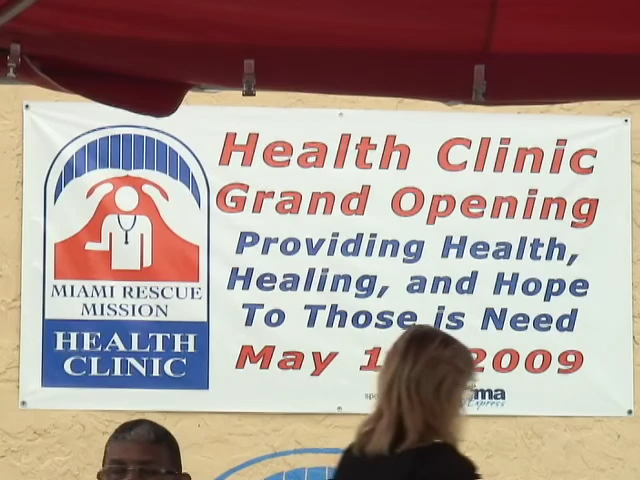 Health Clinic
Grand Opening
Providing Health,
Healing, and Hope
To Those is Need
May 1 2009
MIAMI RESCUE
MISSION
HEALTH
CLINIC